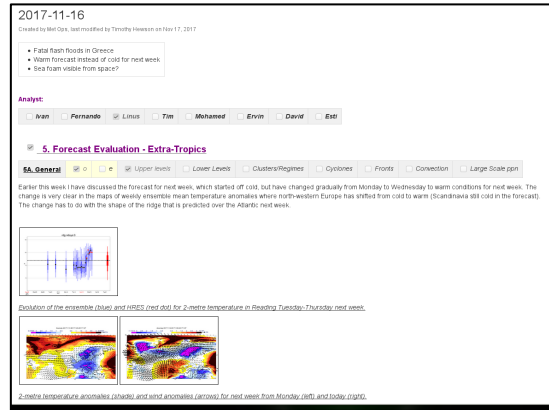 2017-11-16
Created by Met Ops, last modified by Timothy Hewson on Nov 17, 2017
Fatal flash floods in Greece
Warm forecast instead of cold for next week
Sea foam visible from space?
Analyst:
Ivan Fernando Linus Tim Mohamed Ervin David Esti
5. Forecast Evaluation - Extra-Tropics
5A. General o e Upper levels Lower Levels Clusters/Regimes Cyclones Fronts Convection Large Scale ppn
Earlier this week I have discussed the forecast for next week, which started off cold, but have changed gradually from Monday to Wednesday to warm conditions for next week. The
change is very clear in the maps of weekly ensemble mean temperature anomalies where north-western Europe has shifted from cold to warm (Scandinavia still cold in the forecast).
The change has to do with the shape of the ridge that is predicted over the Atlantic next week.
Evolution of the ensemble (blue) and HRES (red dot) for 2-metre temperature in Reading Tuesday-Thursday next week.
2-metre temperature anomalies (shade) and wind anomalies (arrows) for next week from Monday (left) and today (right).